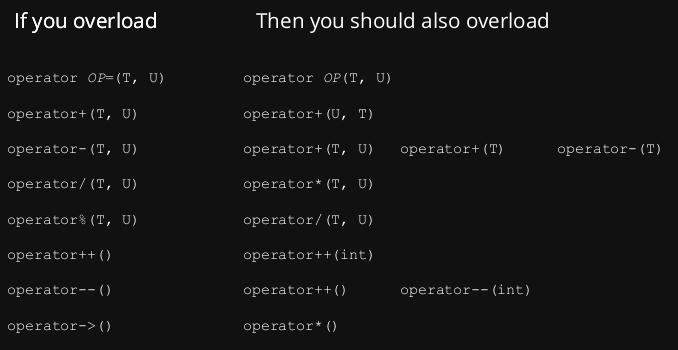 If you overload Then you should also overload
operator OP=(T, U) operator OP(T, U)
operator+(T, U) operator+(U, T)
operator-(T, U) operator+(T, U) operator+(T) operator-(T)
operator/(T, U) operator*(T, U)
operator%(T, U) operator/(T, U)
operator++() operator++(int)
operator--() operator++() operator--(int)
operator->() operator*()